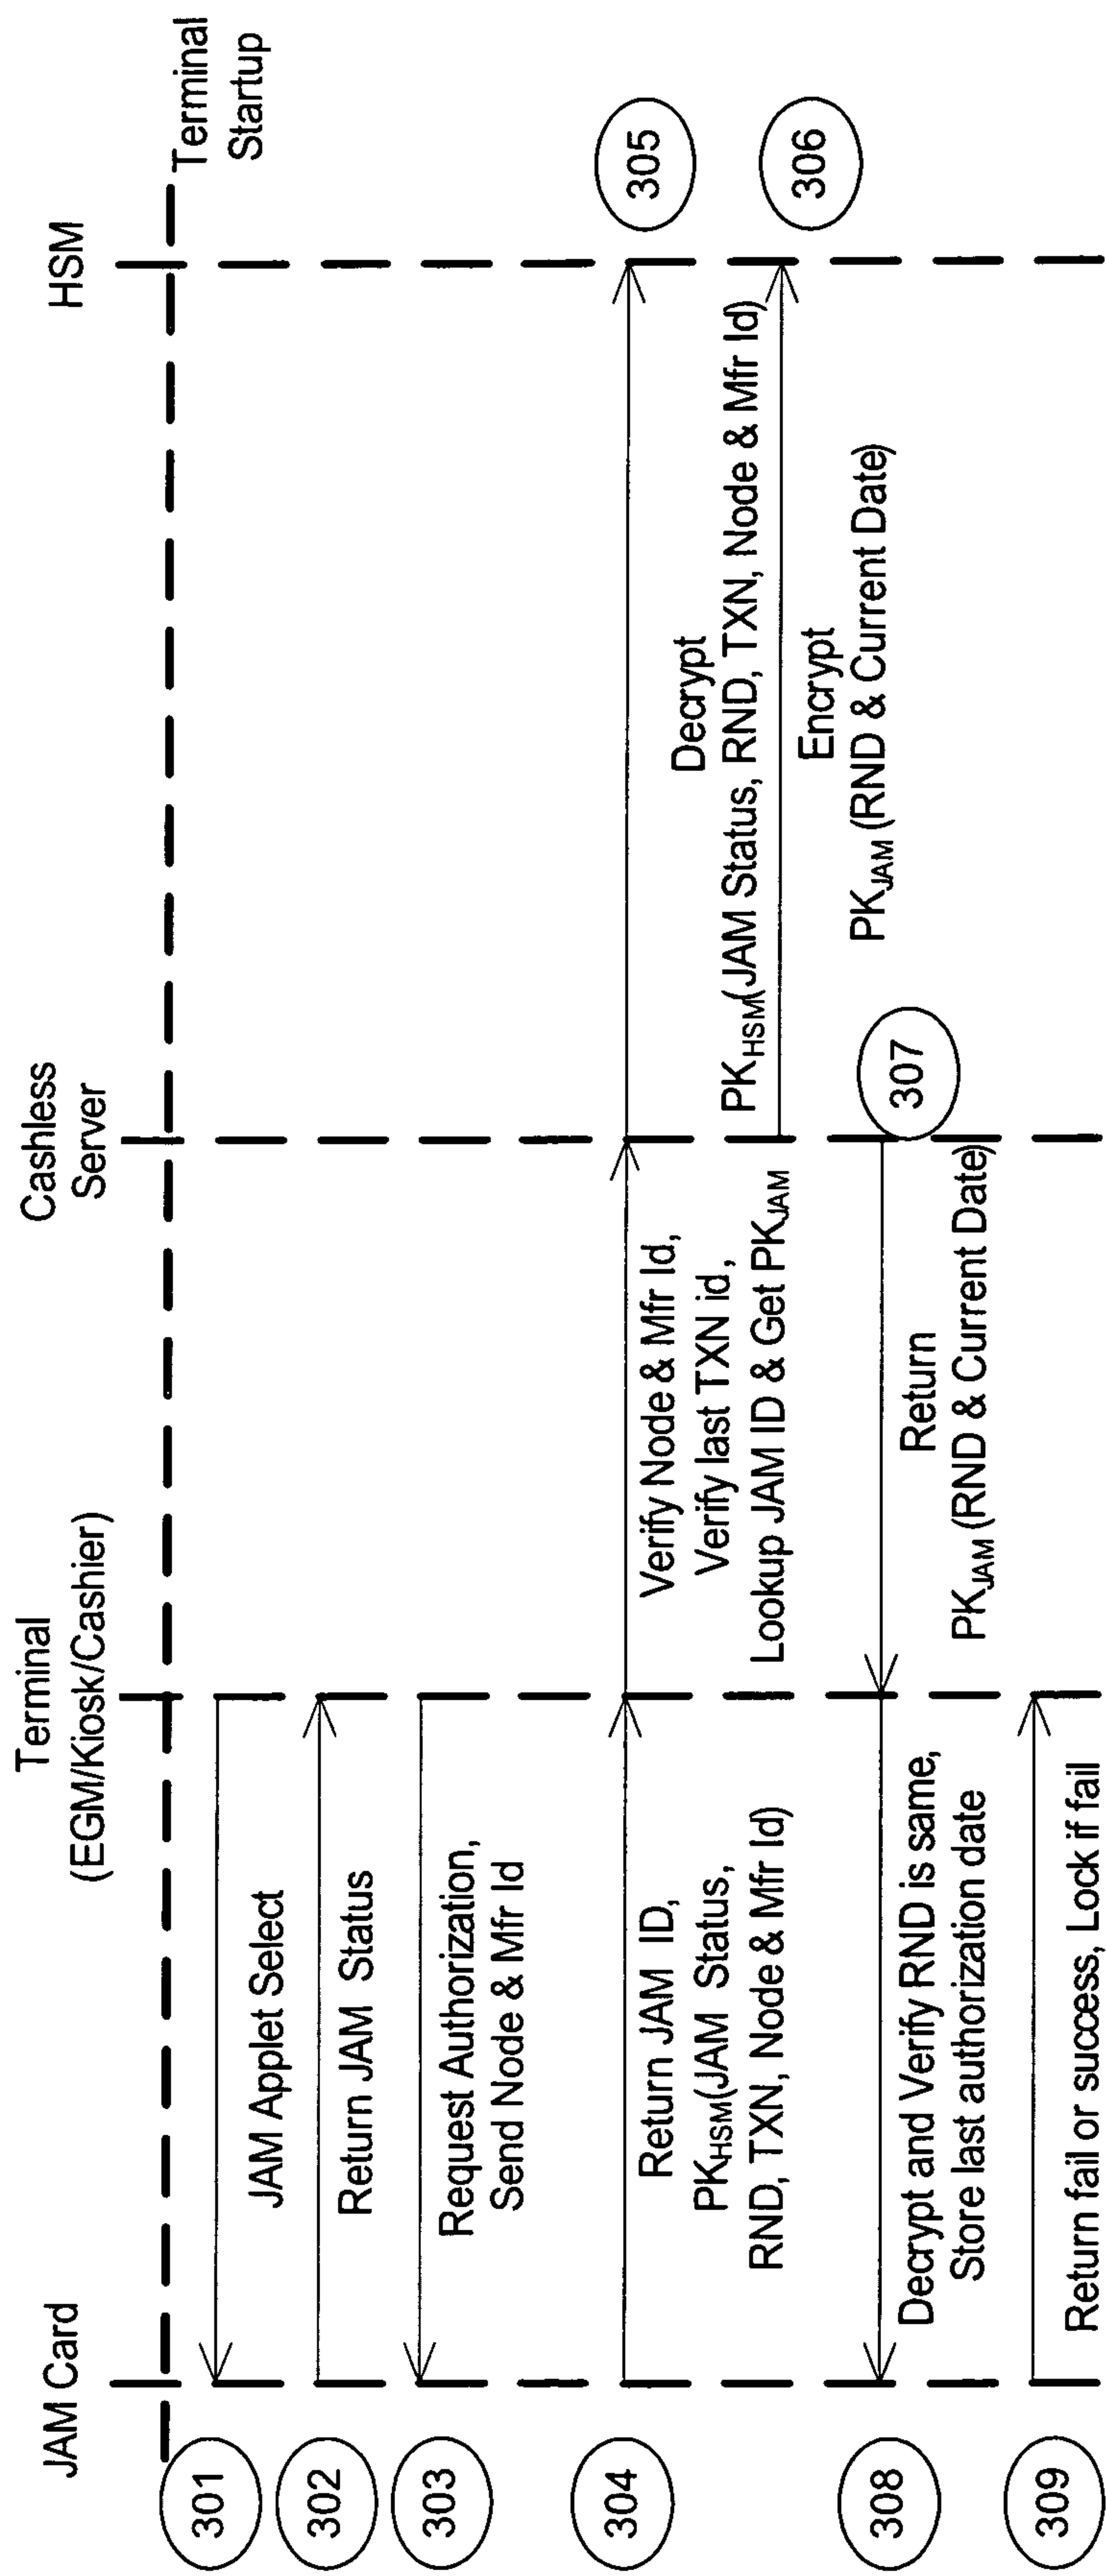 JAM Card
Terminal
(EGM/Kiosk/Cashier)
Cashless
Server
HSM
Terminal
Startup
301
JAM Applet Select
302
Return JAM Status
303
Request Authorization,
Send Node & Mfr Id
304
Return JAM ID,
PKHSM(JAM Status,
RND, TXN, Node & Mfr Id)
Verify Node & Mfr Id,
Verify last TXN id,
Lookup JAM ID & Get PKJAM
305
Decrypt
PKHSM(JAM Status, RND, TXN, Node & Mfr Id)
306
Encrypt
PKJAM (RND & Current Date)
307
Return
PKJAM (RND & Current Date)
308
Decrypt and Verify RND is same,
Store last authorization date
309
Return fail or success, Lock if fail